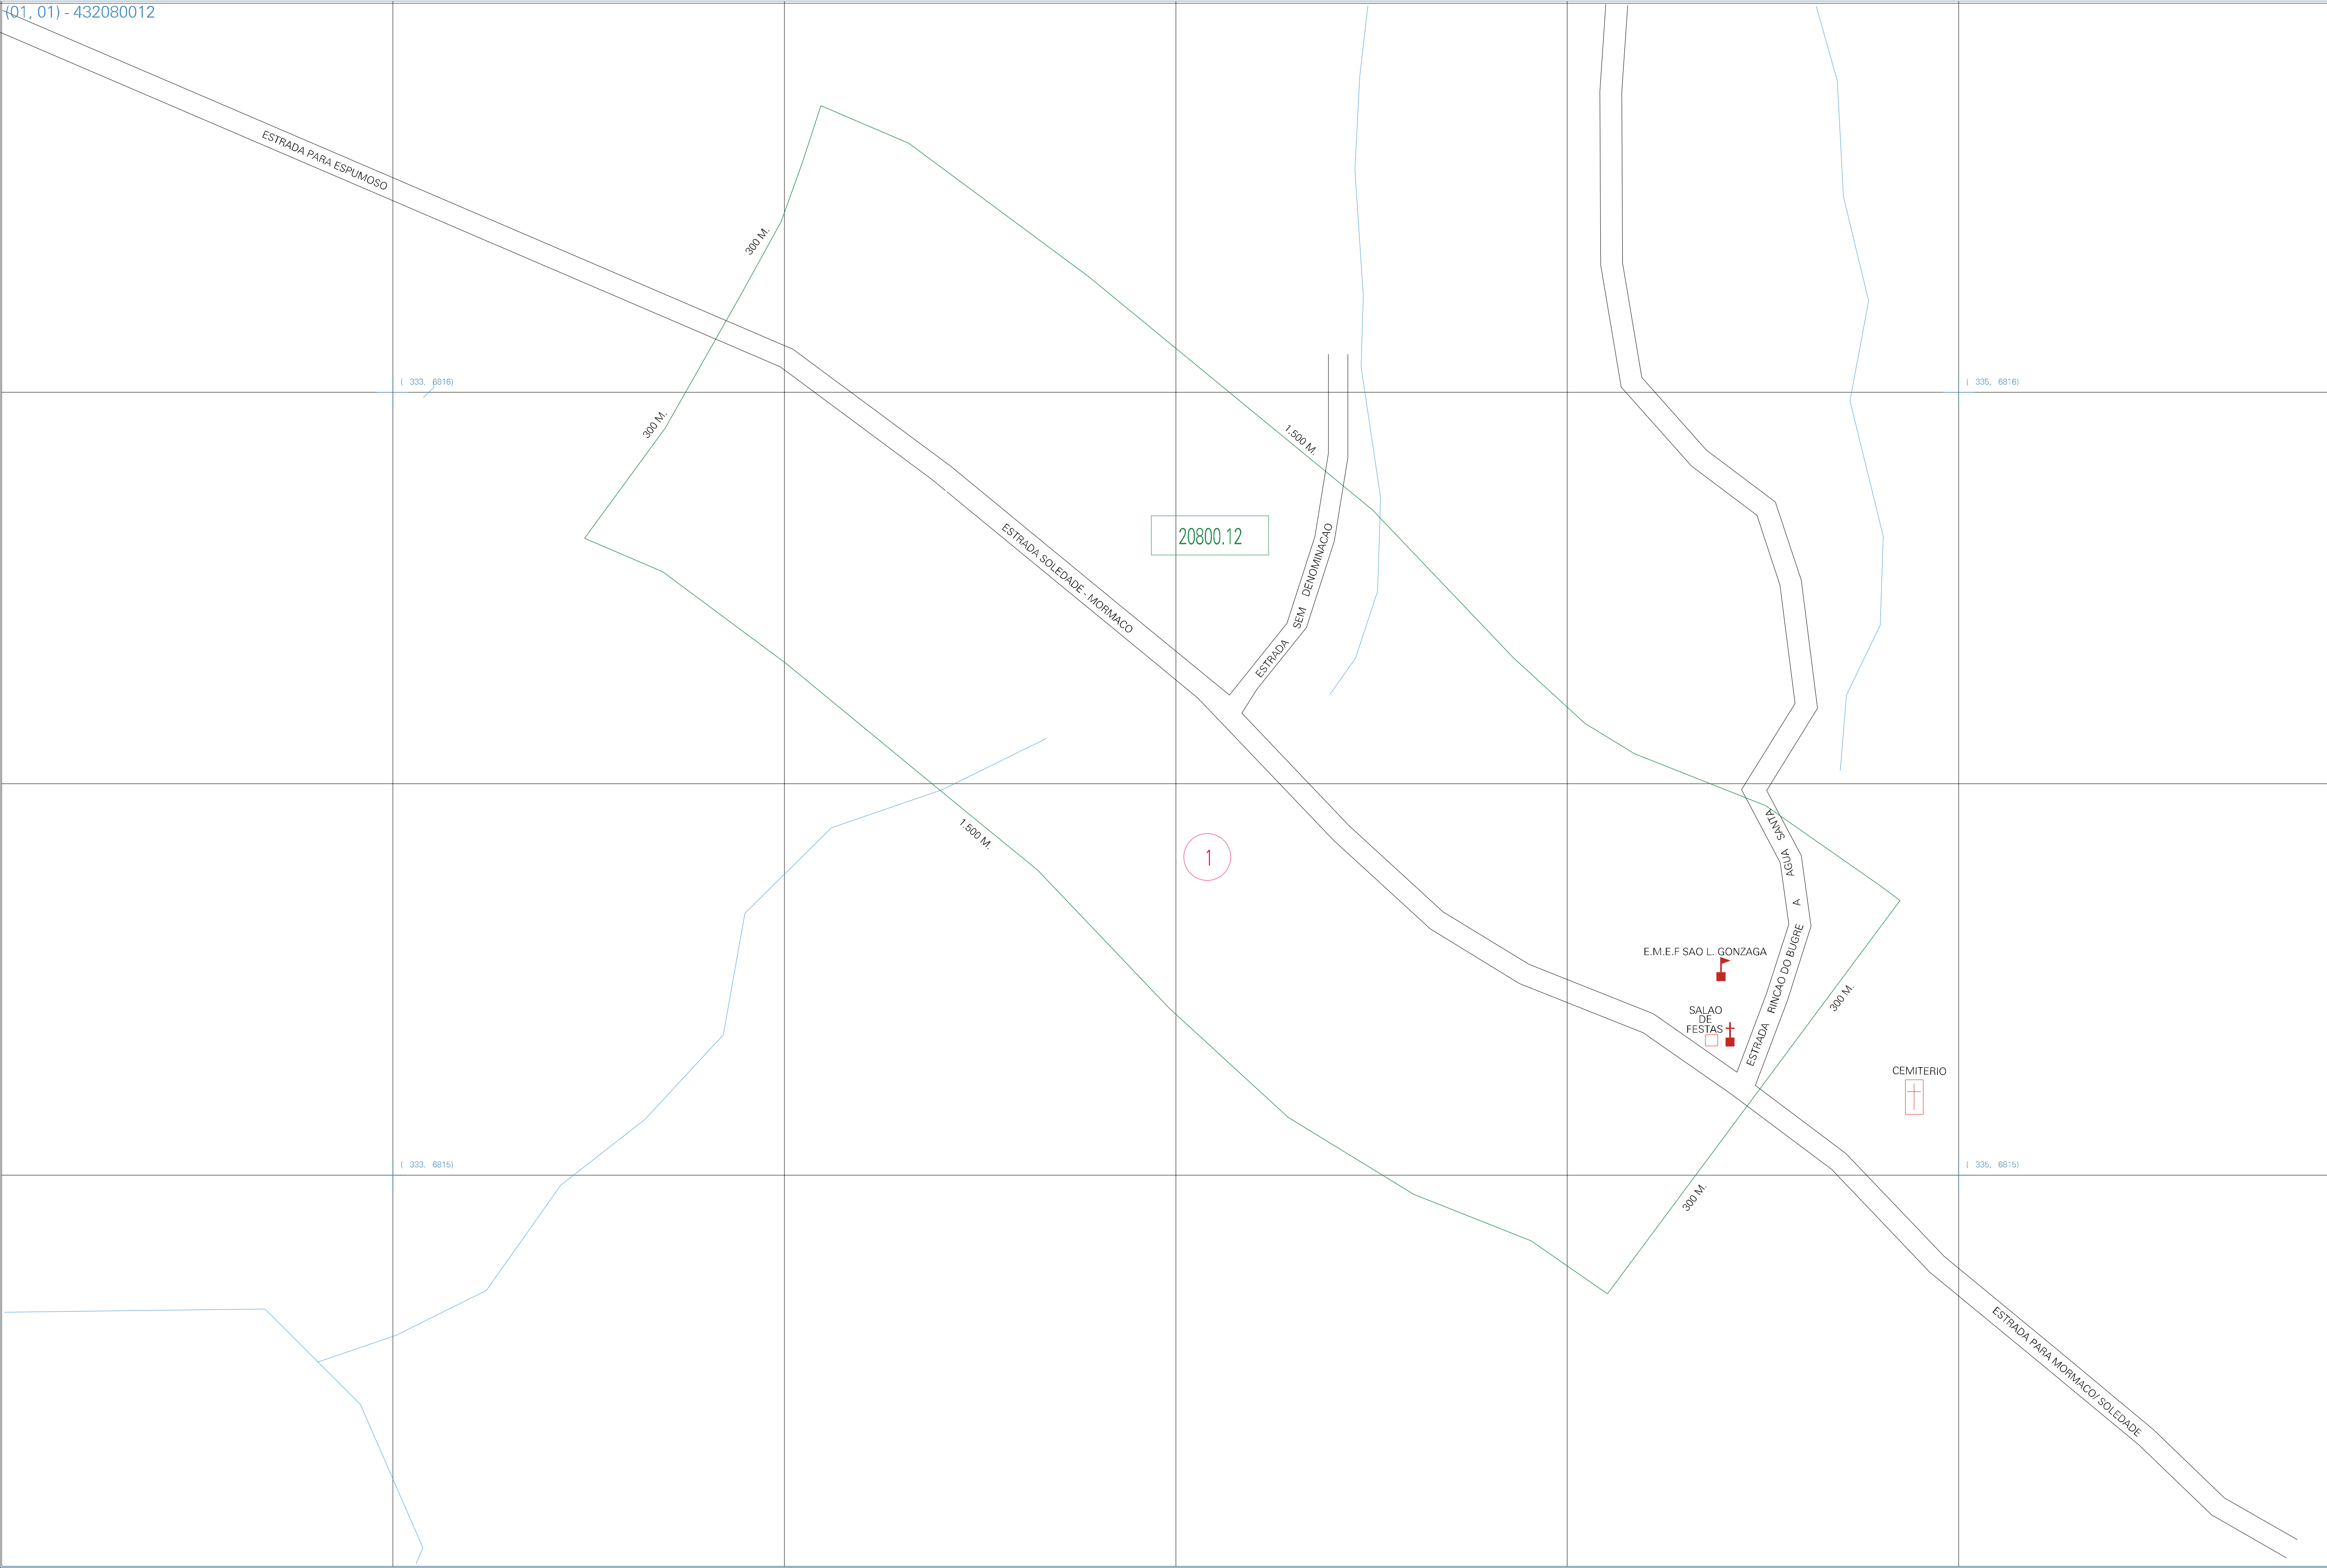 (01, 01) - 432080012
ESTRADA PARA ESPUMOSO
300 M.
( 333, 6816)
( 335, 6816)
300 M.
1.500 M.
20800.12
ESTRADA SOLEDADE - MORMACO
ESTRADA SEM DENOMINACAO
1.500 M.
1
ESTRADA RINCAO DO BUGRE A AGUA SANTA
E.M.E.F SAO L. GONZAGA
300 M.
SALAO
DE
FESTAS
CEMITERIO
( 333, 6815)
( 335, 6815)
300 M.
ESTRADA PARA MORMACO/SOLEDADE